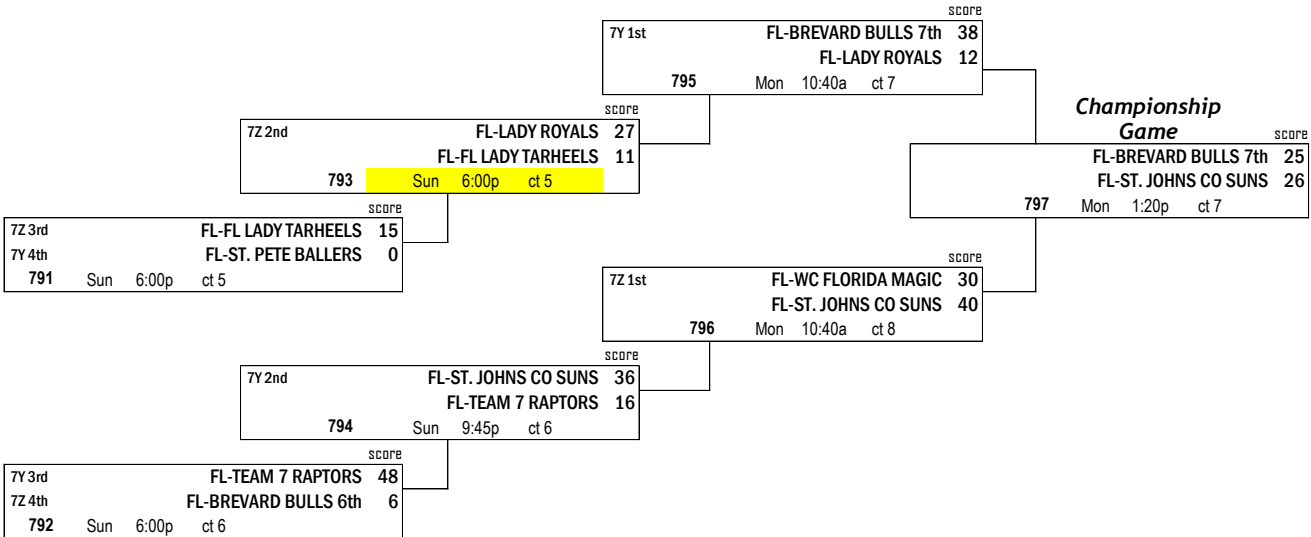 score
7Y 1st FL-BREVARD BULLS 7th 38
FL-LADY ROYALS 12
795 Mon 10:40a ct 7
score
7Z 2nd FL-LADY ROYALS 27
FL-FL LADY TARHEELS 11
793 Sun 6:00p ct 5
score
7Z 3rd FL-FL LADY TARHEELS 15
7Y 4th FL-ST. PETE BALLERS 0
791 Sun 6:00p ct 5
Championship
Game
score
FL-BREVARD BULLS 7th 25
FL-ST. JOHNS CO SUNS 26
797 Mon 1:20p ct 7
score
7Z 1st FL-WC FLORIDA MAGIC 30
FL-ST. JOHNS CO SUNS 40
796 Mon 10:40a ct 8
score
7Y 2nd FL-ST. JOHNS CO SUNS 36
FL-TEAM 7 RAPTORS 16
794 Sun 9:45p ct 6
score
7Y 3rd FL-TEAM 7 RAPTORS 48
7Z 4th FL-BREVARD BULLS 6th 6
792 Sun 6:00p ct 6